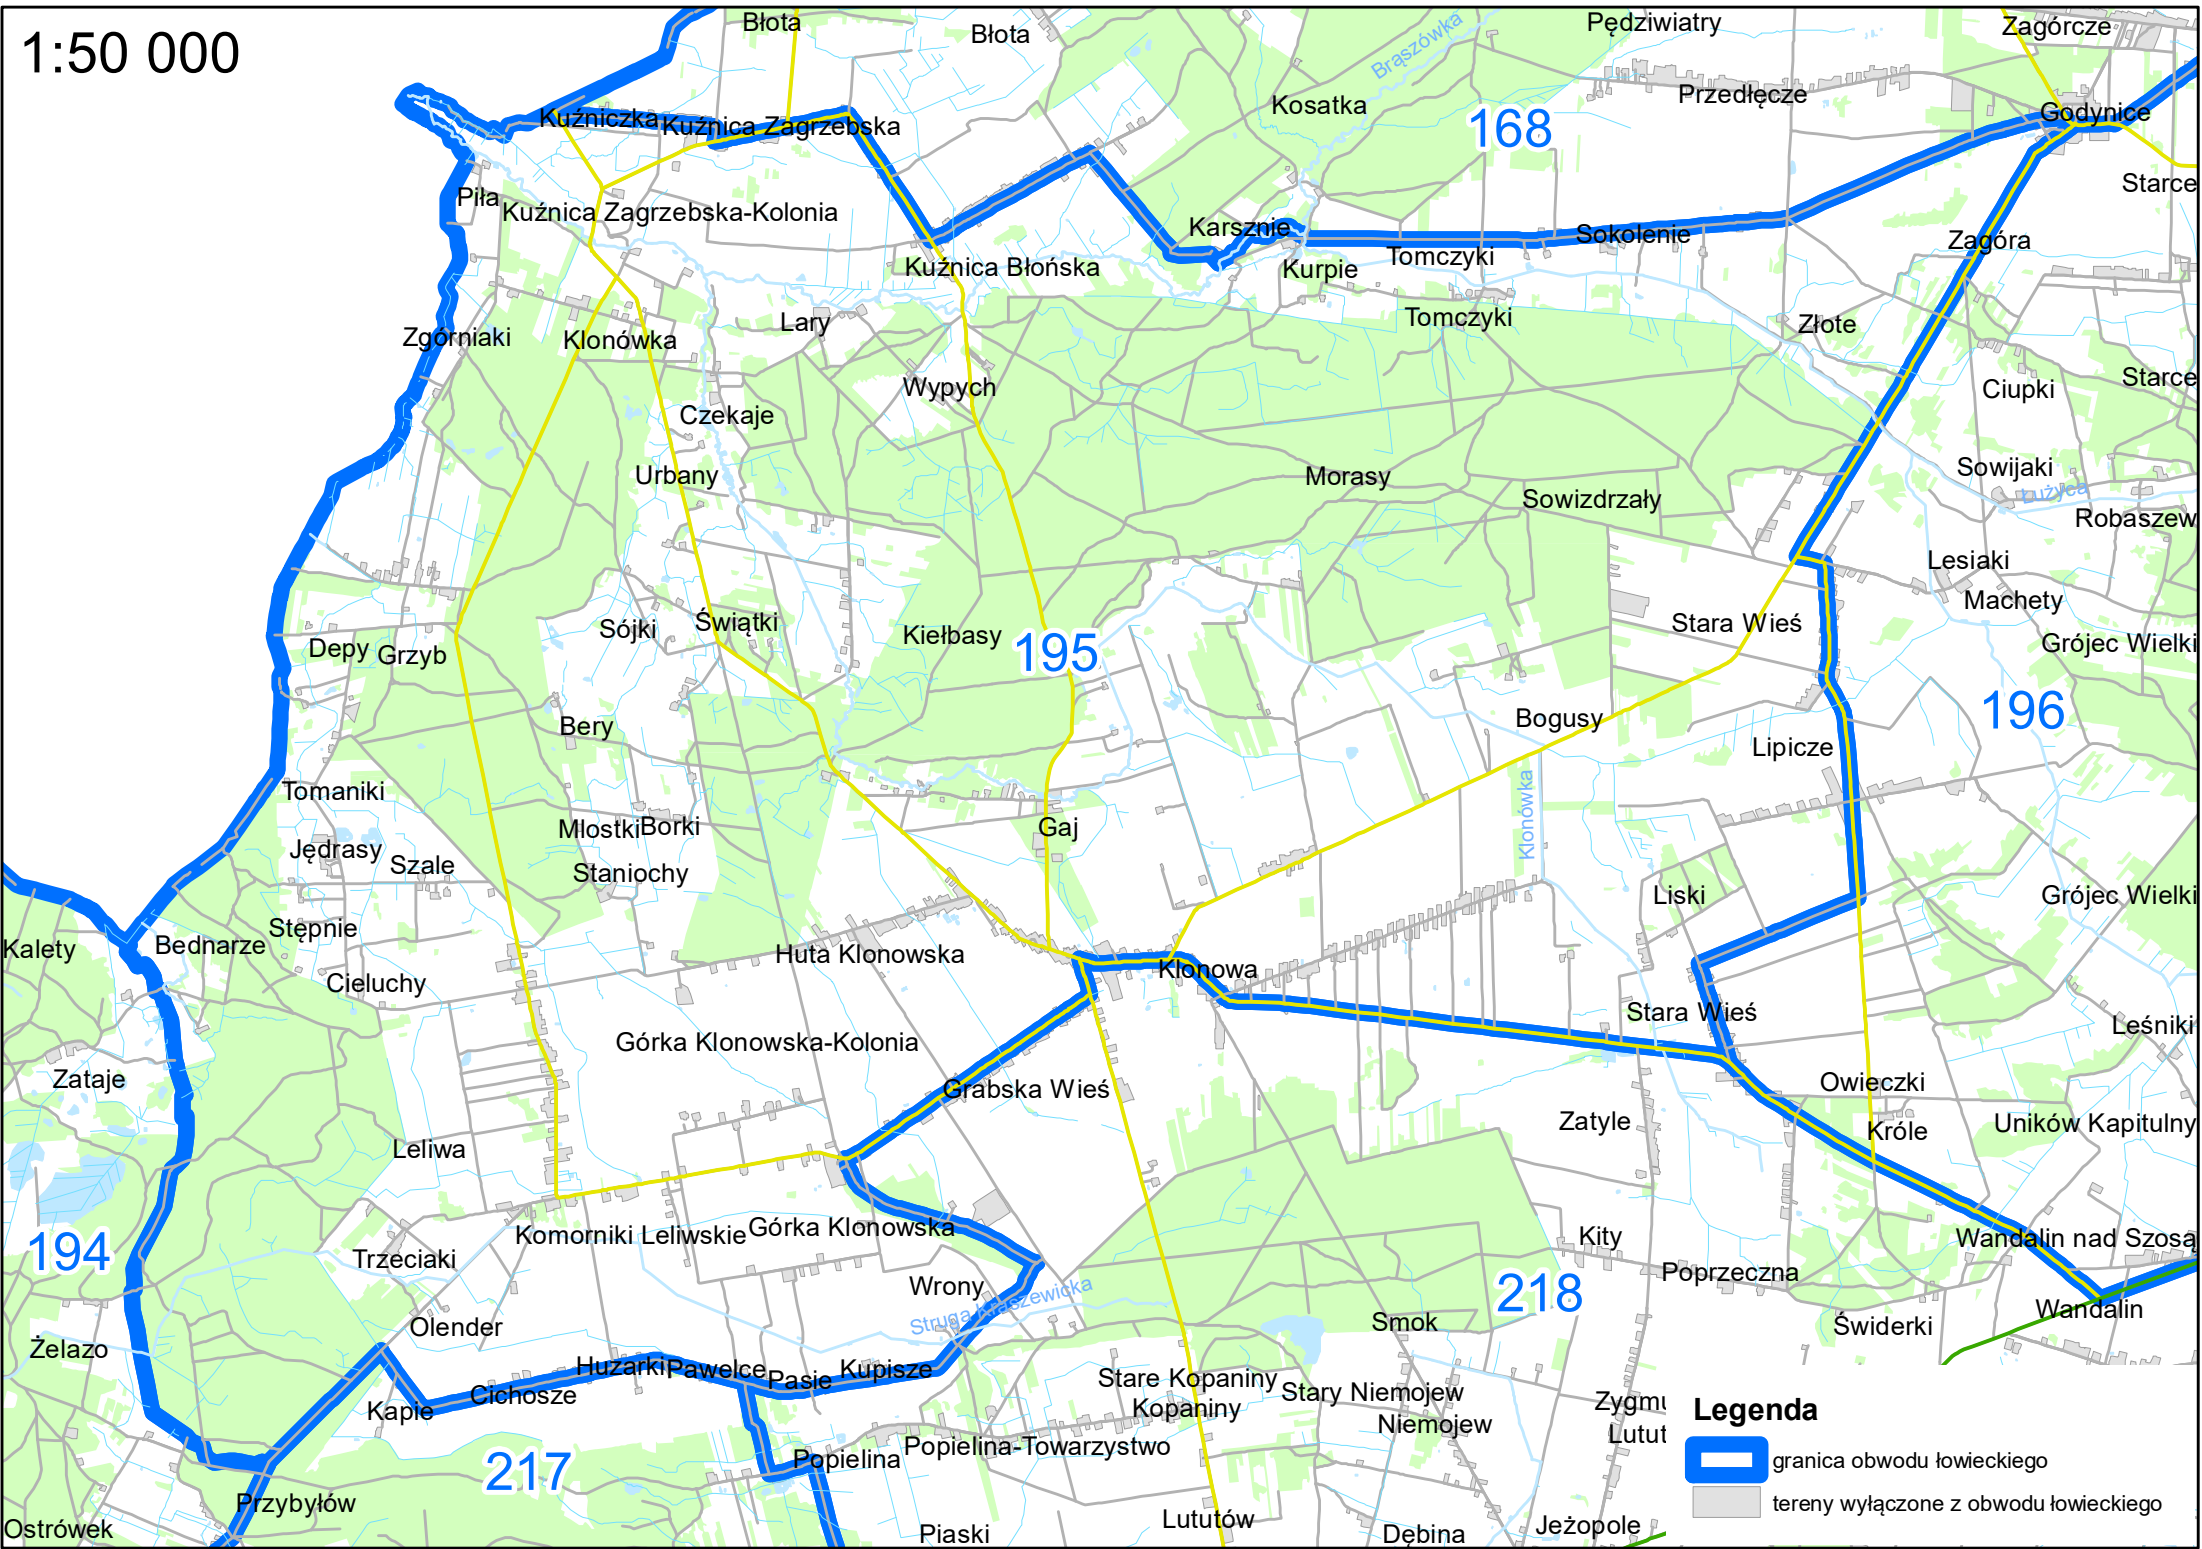 1:50 000
Błota
Błota
Pędziwiatry
Zagórcze
Brąszówka
Kosatka
Przedłęcze
168
Godynice
Kuźniczka
Kuźnica Zagrzebska
Piła
Kuźnica Zagrzebska-Kolonia
Starce
Karsznie
Sokolenie
Zagóra
Kuźnica Błońska
Kurpie
Tomczyki
Lary
Tomczyki
Złote
Zgórniaki
Klonówka
Wypych
Ciupki
Starce
Czekaje
Urbany
Morasy
Sowizdrzały
Sowijaki
Łużyca
Robaszew
Lesiaki
Machety
Stara Wieś
Sójki
Świątki
Kiełbasy
195
Depy
Grzyb
Grójec Wielki
196
Bery
Bogusy
Lipicze
Klonówka
Tomaniki
Młostki
Borki
Gaj
Jędrasy
Szale
Staniochy
Liski
Grójec Wielki
Stępnie
Kalety
Bednarze
Huta Klonowska
Klonowa
Cieluchy
Stara Wieś
Leśniki
Górka Klonowska-Kolonia
Zataje
Grabska Wieś
Owieczki
Zatyle
Króle
Uników Kapitulny
Leliwa
194
Komorniki Leliwskie
Górka Klonowska
Kity
Wandalin nad Szosą
Trzeciaki
Wrony
Poprzeczna
218
Struga Kraszewicka
Wandalin
Olender
Smok
Świderki
Żelazo
Huzarki
Pawelce
Pasie
Kupisze
Cichosze
Stare Kopaniny
Stary Niemojew
Kapie
Kopaniny
Niemojew
Zygmu
Lutut
Legenda
217
Popielina
Popielina-Towarzystwo
granica obwodu łowieckiego
Przybyłów
tereny wyłączone z obwodu łowieckiego
Ostrówek
Piaski
Lututów
Dębina
Jeżopole